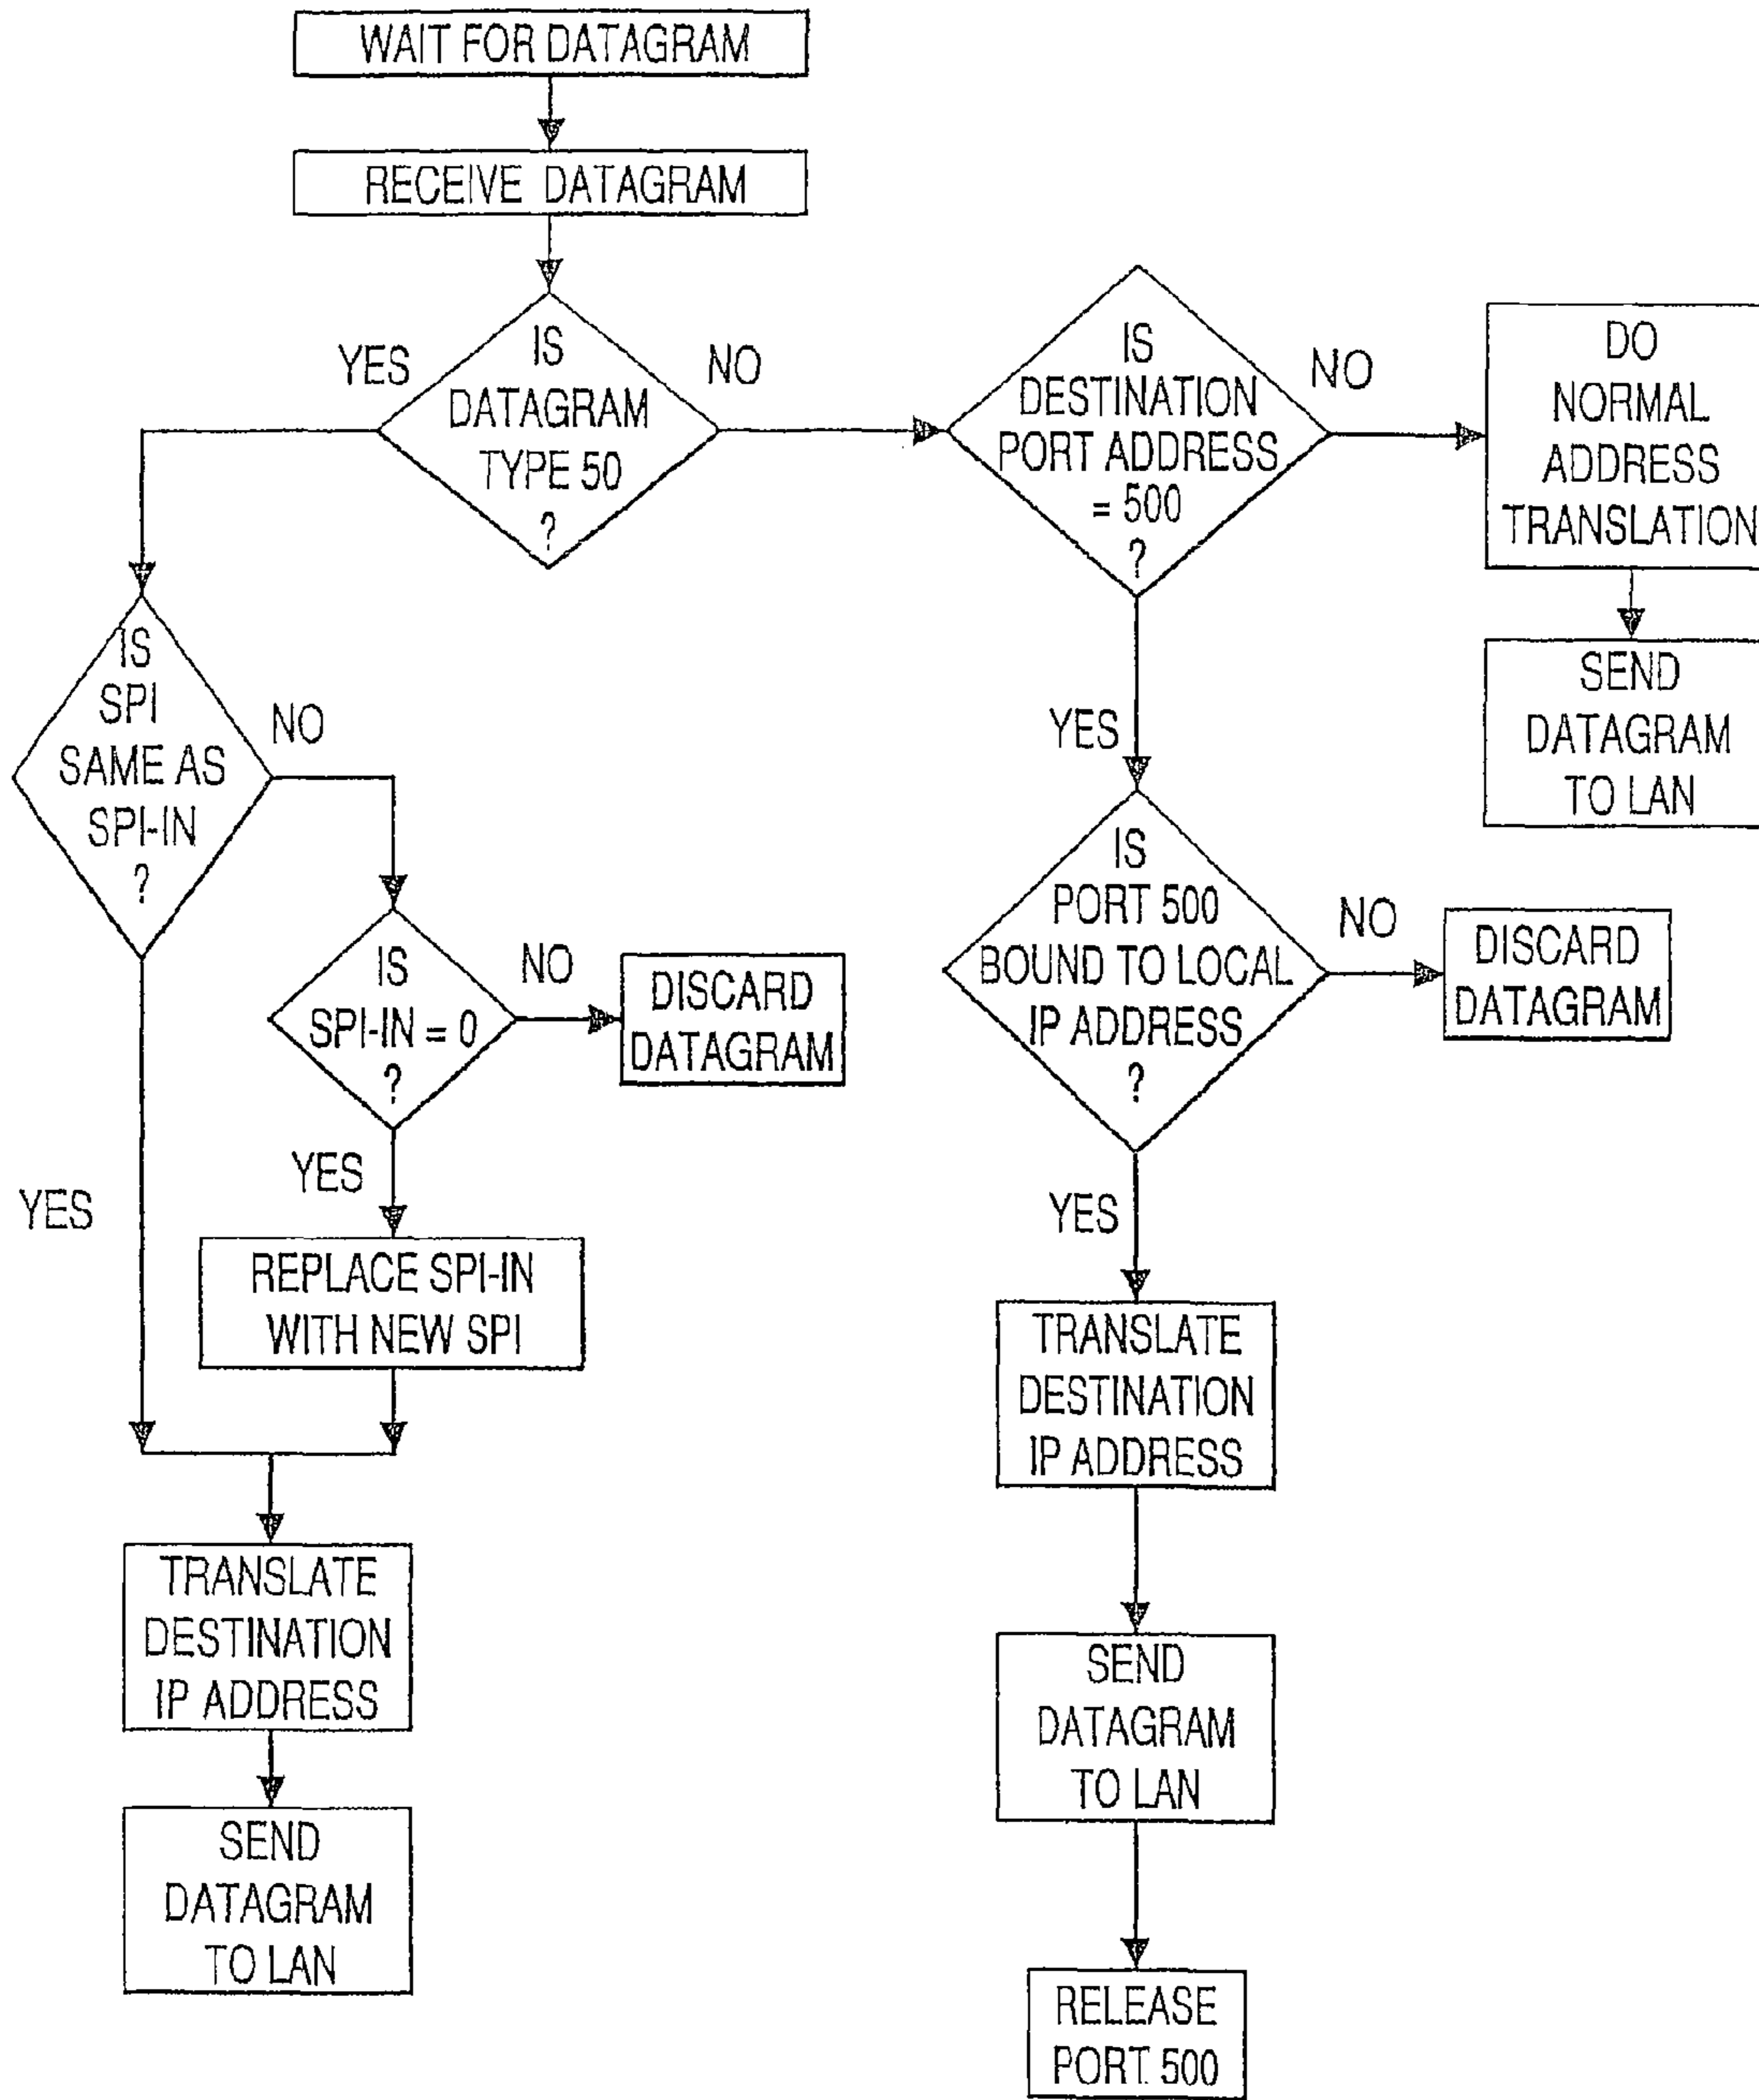 WAIT FOR DATAGRAM
RECEIVE DATAGRAM
IS
DATAGRAM
TYPE 50
?
YES
NO
IS
DESTINATION
PORT ADDRESS
= 500
?
NO
DO
NORMAL
ADDRESS
TRANSLATION
SEND
DATAGRAM
TO LAN
IS
SPI
SAME AS
SPI-IN
?
NO
YES
IS
SPI-IN = 0
?
NO
DISCARD
DATAGRAM
YES
REPLACE SPI-IN
WITH NEW SPI
TRANSLATE
DESTINATION
IP ADDRESS
SEND
DATAGRAM
TO LAN
YES
IS
PORT 500
BOUND TO LOCAL
IP ADDRESS
?
NO
DISCARD
DATAGRAM
YES
TRANSLATE
DESTINATION
IP ADDRESS
SEND
DATAGRAM
TO LAN
RELEASE
PORT 500